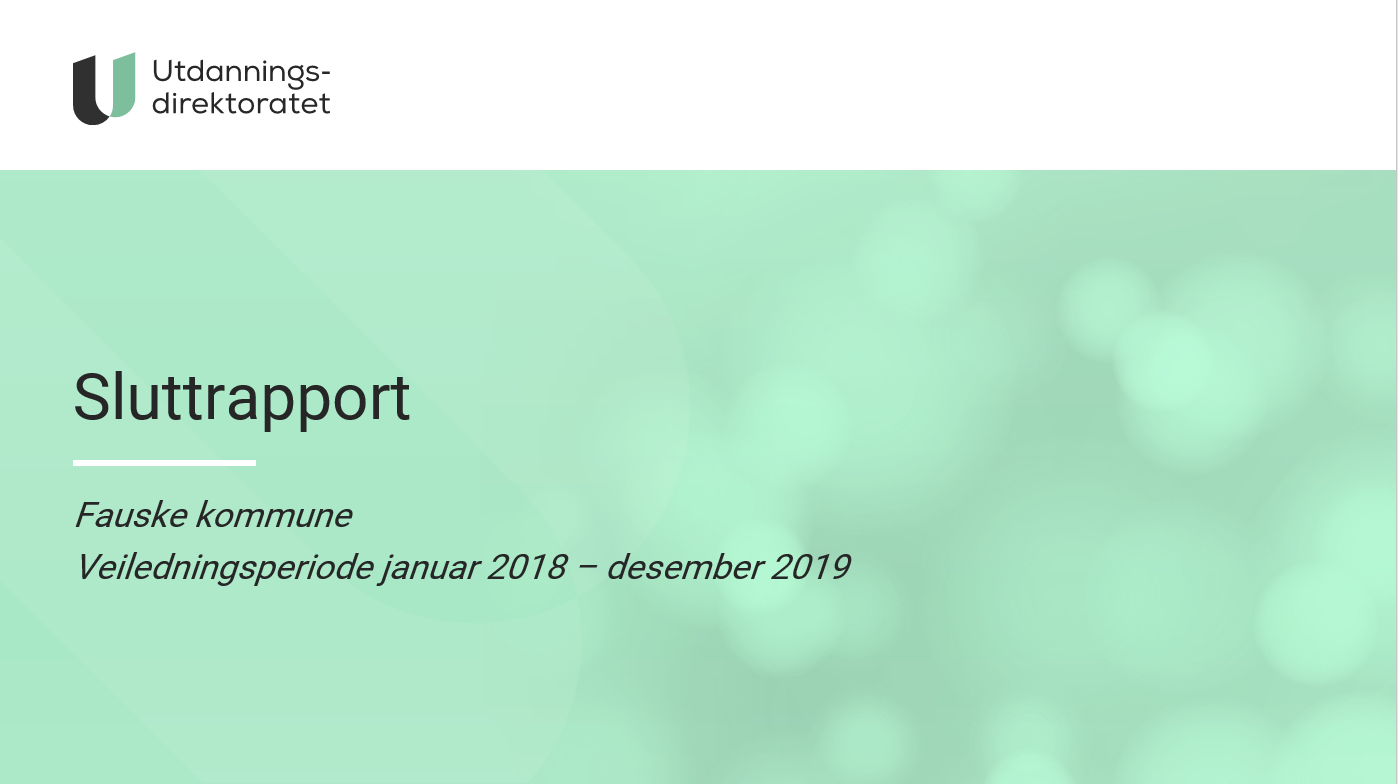 Utdannings-
direktoratet
Sluttrapport
Fauske kommune
Veiledningsperiode januar 2018 – desember 2019